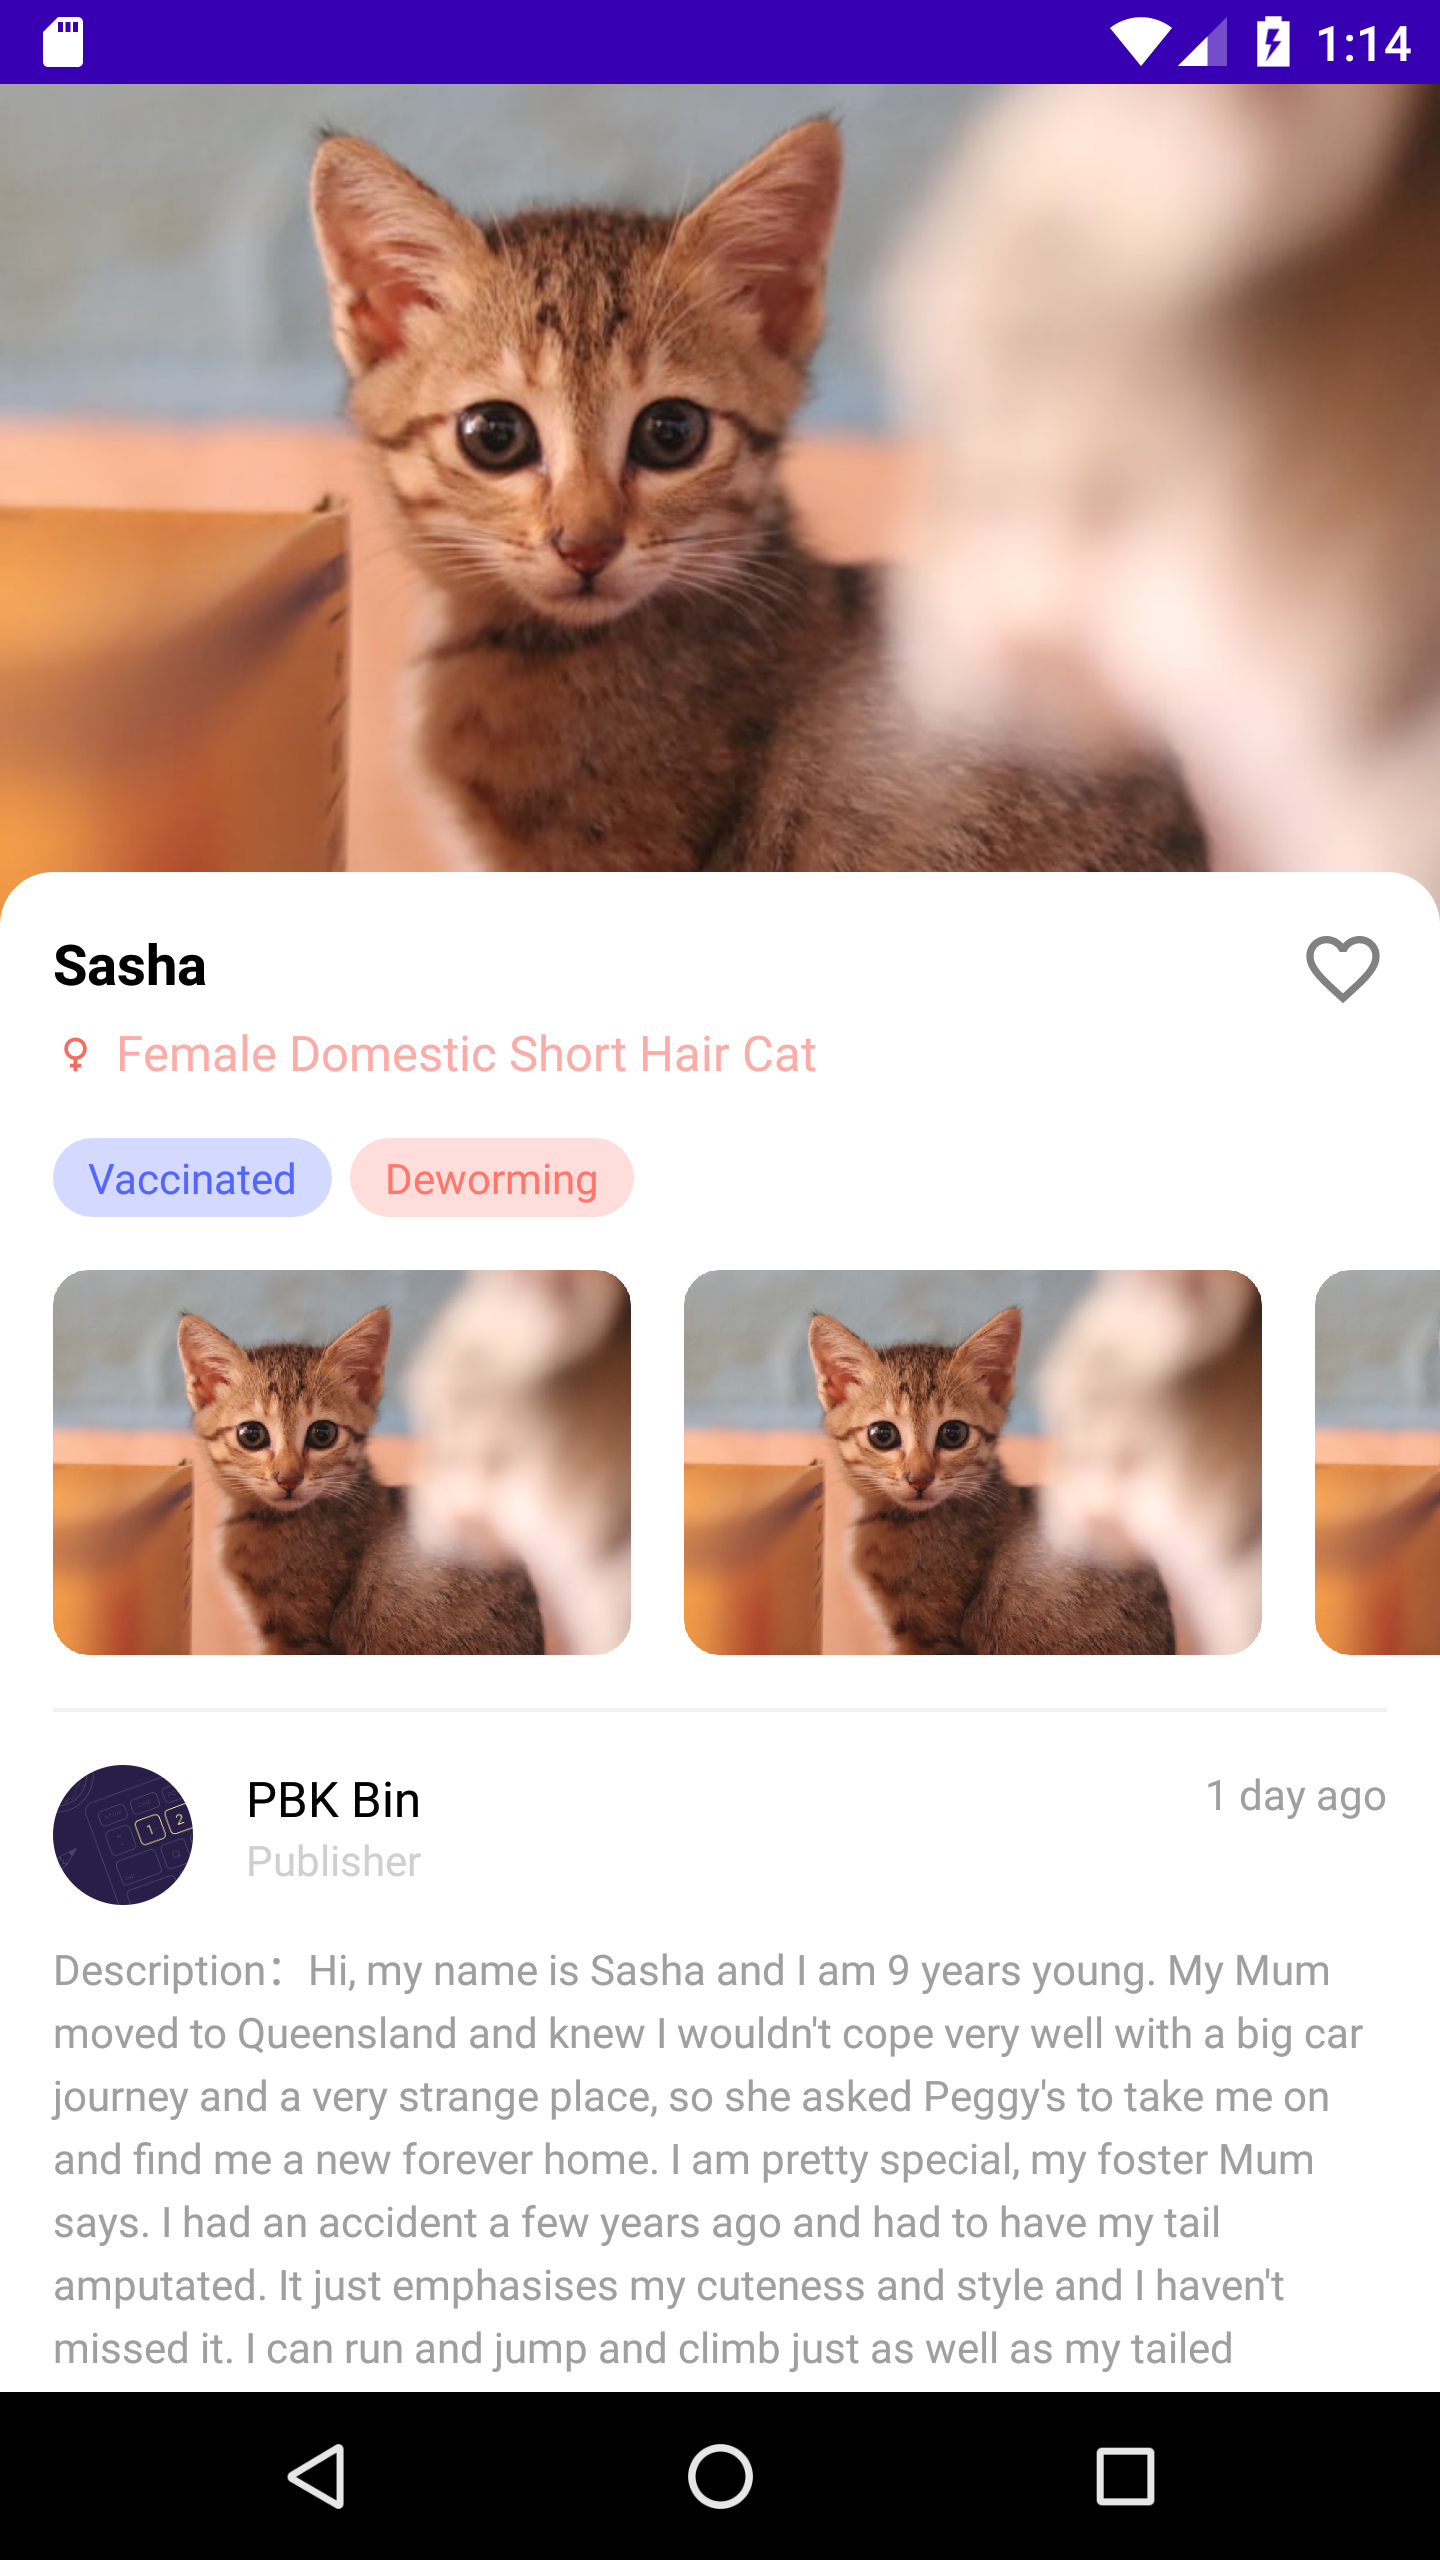 1:14
Sasha
Female Domestic Short Hair Cat
Vaccinated Deworming
PBK Bin
1 day ago
Publisher
1 2
Description：Hi, my name is Sasha and I am 9 years young. My Mum
moved to Queensland and knew I wouldn't cope very well with a big car
journey and a very strange place, so she asked Peggy's to take me on
and find me a new forever home. I am pretty special, my foster Mum
says. I had an accident a few years ago and had to have my tail
amputated. It just emphasises my cuteness and style and I haven't
missed it. I can run and jump and climb just as well as my tailed